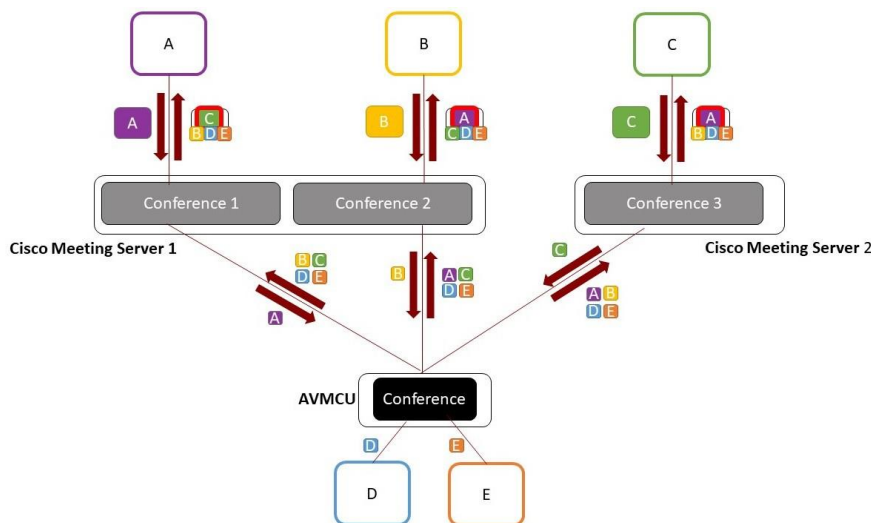 A
B
C
A
C
B D E
B
A
C D E
C
A
B D E
Conference 1
Conference 2
Conference 3
Cisco Meeting Server 1
Cisco Meeting Server 2
B C
D E
A
B
A C
D E
C
A B
D E
AVMCU
Conference
D
E
D
E